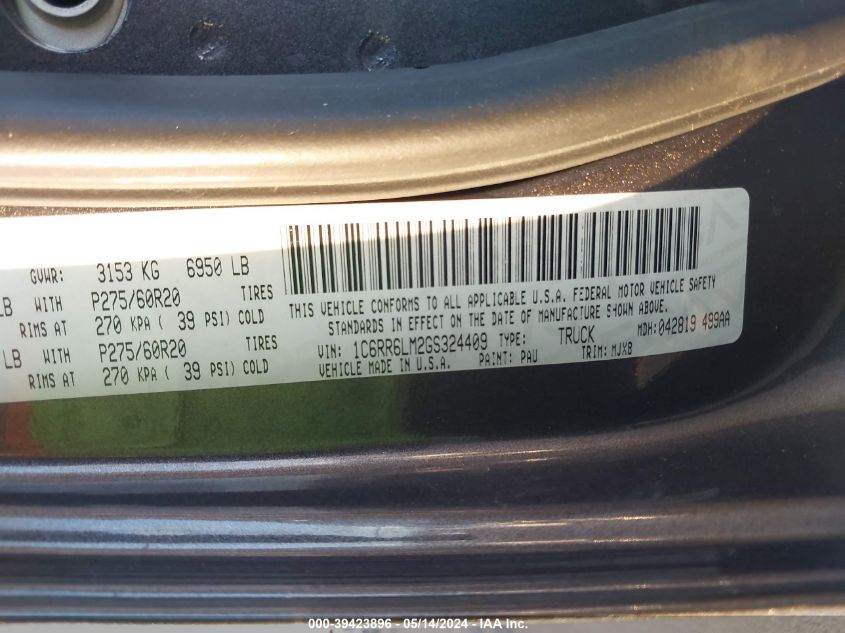 GVWR: 3153 KG 6950 LB
LB WITH P275/60R20 TIRES
RIMS AT 270 KPA ( 39 PSI) COLD
LB WITH P275/60R20 TIRES
RIMS AT 270 KPA ( 39 PSI) COLD
THIS VEHICLE CONFORMS TO ALL APPLICABLE U.S.A. FEDERAL MOTOR VEHICLE SAFETY
STANDARDS IN EFFECT ON THE DATE OF MANUFACTURE SHOWN ABOVE.
VIN: 1C6RR6LM2GS324409 TYPE: TRUCK MDH: 042819 499AA
VEHICLE MADE IN U.S.A. PAINT: PAU TRIM: MJX8
000-39423896 - 05/14/2024 - IAA Inc.